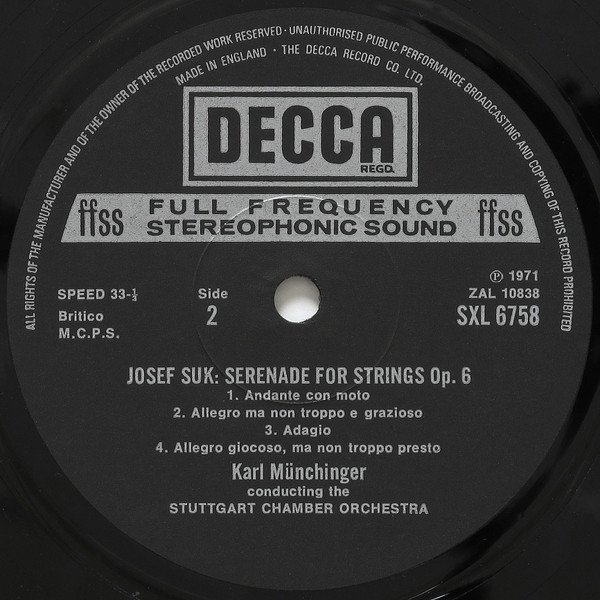 ALL RIGHTS OF THE MANUFACTURER AND OF THE OWNER OF THE RECORDED WORK RESERVED · UNAUTHORISED PUBLIC PERFORMANCE BROADCASTING AND COPYING OF THIS RECORD PROHIBITED
MADE IN ENGLAND · THE DECCA RECORD CO. LTD.
DECCA
REGD.
ffss FULL FREQUENCY ffss
STEREOPHONIC SOUND
℗ 1971
SPEED 33-⅓ Side ZAL 10838
Britico 2 SXL 6758
M.C.P.S.
JOSEF SUK: SERENADE FOR STRINGS Op. 6
1. Andante con moto
2. Allegro ma non troppo e grazioso
3. Adagio
4. Allegro giocoso, ma non troppo presto
Karl Münchinger
conducting the
STUTTGART CHAMBER ORCHESTRA